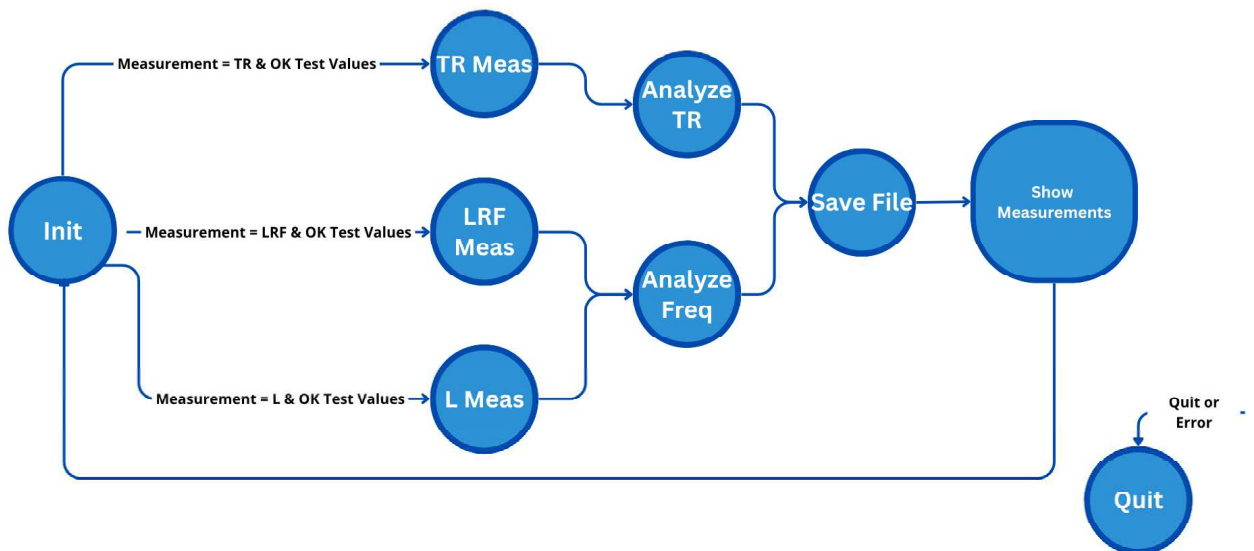 Measurement = TR & OK Test Values
TR Meas
Analyze
TR
Init
Measurement = LRF & OK Test Values
LRF
Meas
Analyze
Freq
Save File
Show
Measurements
Measurement = L & OK Test Values
L Meas
Quit or
Error
Quit